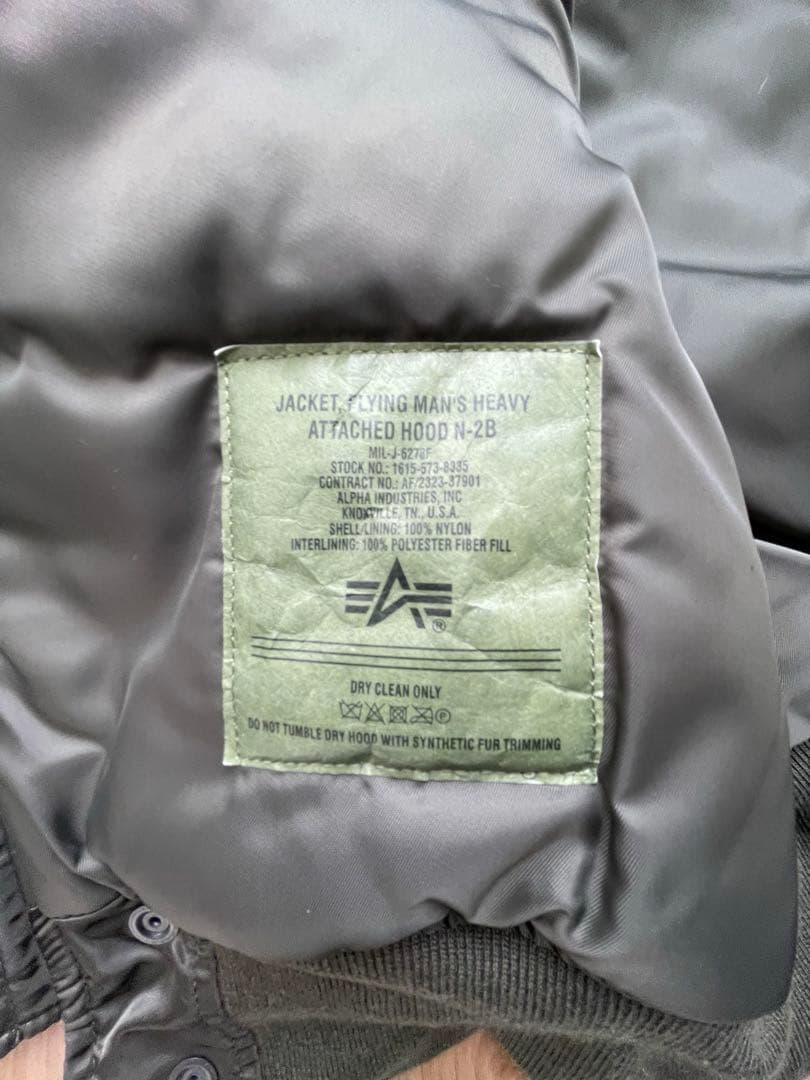 JACKET, FLYING MAN'S HEAVY
ATTACHED HOOD N-2B
MIL-J-6278F
STOCK NO.: 1615-573-8335
CONTRACT NO.: AF/2323-37901
ALPHA INDUSTRIES, INC
KNOXVILLE, TN., U.S.A.
SHELL/LINING: 100% NYLON
INTERLINING: 100% POLYESTER FIBER FILL
®
DRY CLEAN ONLY
P
DO NOT TUMBLE DRY HOOD WITH SYNTHETIC FUR TRIMMING